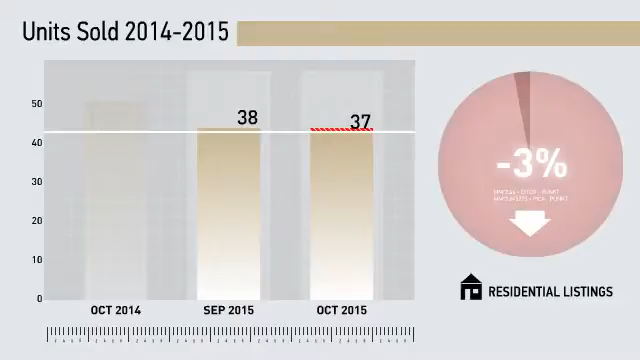 Units Sold 2014-2015
50
40
30
20
10
0
38
37
OCT 2014
SEP 2015
OCT 2015
-3%
RESIDENTIAL LISTINGS